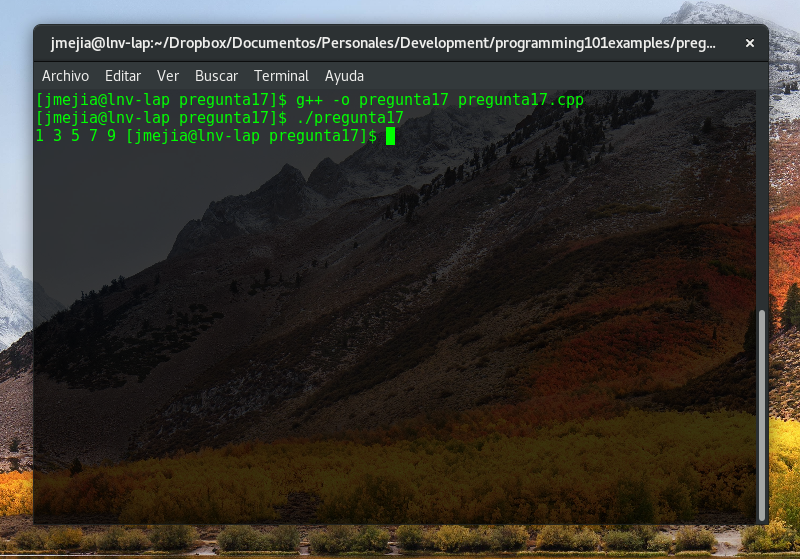 jmejia@lnv-lap:~/Dropbox/Documentos/Personales/Development/programming101examples/preg...
Archivo Editar Ver Buscar Terminal Ayuda
[jmejia@lnv-lap pregunta17]$ g++ -o pregunta17 pregunta17.cpp
[jmejia@lnv-lap pregunta17]$ ./pregunta17
1 3 5 7 9 [jmejia@lnv-lap pregunta17]$